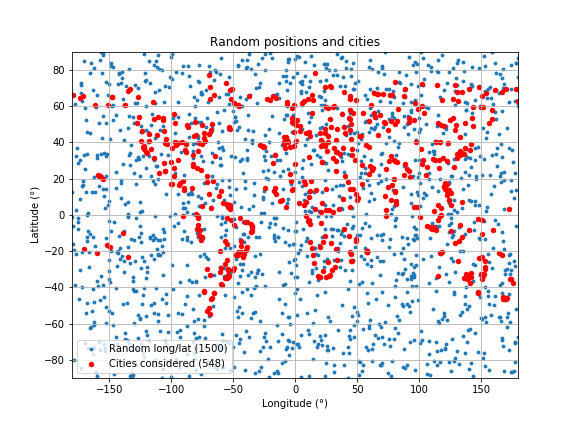 Random positions and cities
80
60
40
20
0
−20
−40
−60
−80
Latitude (°)
Random long/lat (1500)
Cities considered (548)
−150 −100 −50 0 50 100 150
Longitude (°)